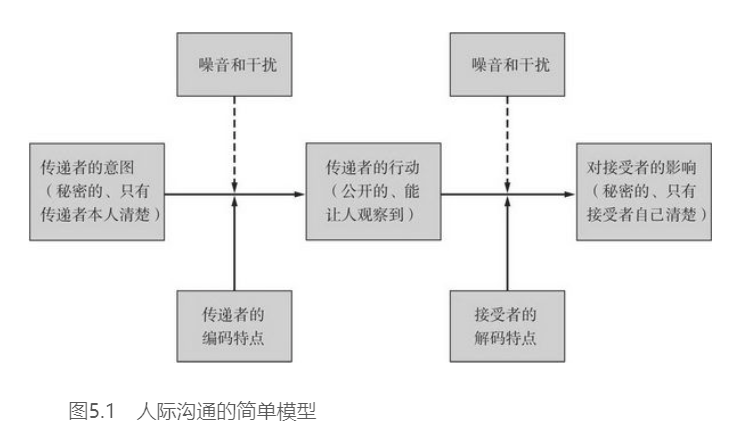 噪音和干扰
噪音和干扰
传递者的意图
（秘密的、只有
传递者本人清楚）
传递者的行动
（公开的、能
让人观察到）
对接受者的影响
（秘密的、只有
接受者自己清楚）
传递者的
编码特点
接受者的
解码特点
图5.1 人际沟通的简单模型